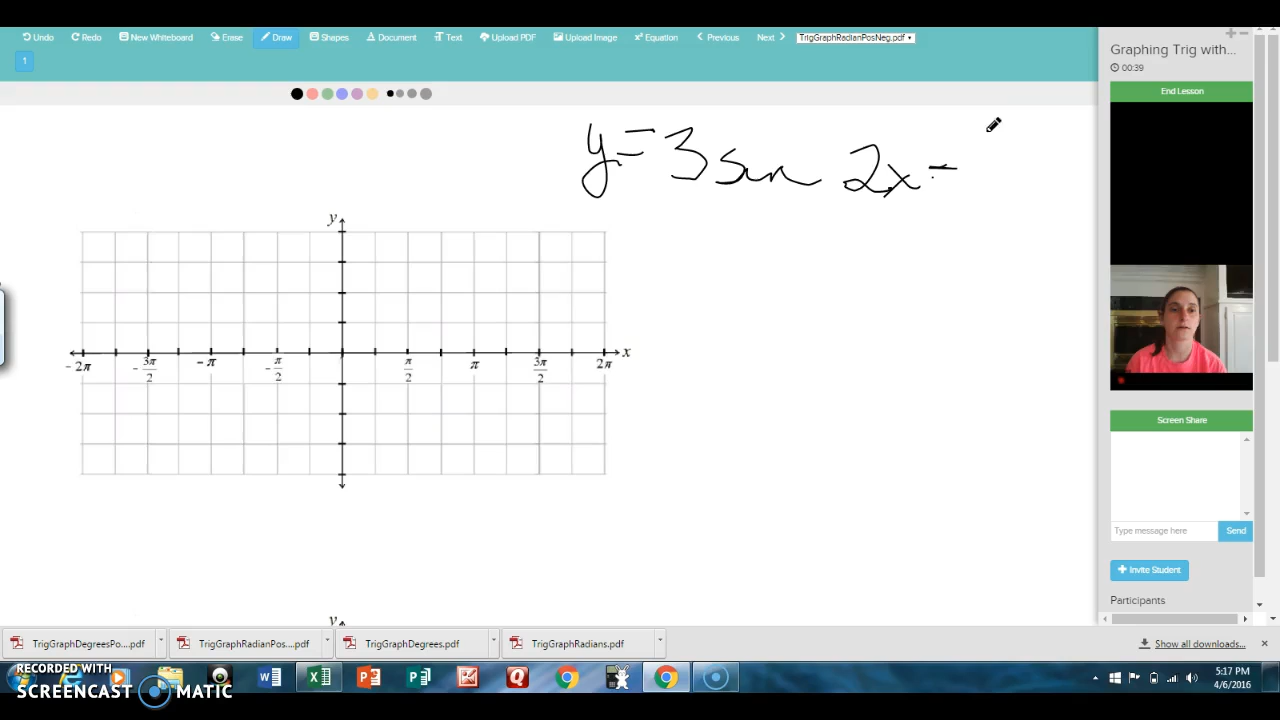 Undo Redo New Whiteboard Erase Draw Shapes Document Text Upload PDF Upload Image x² Equation Previous Next TrigGraphRadianPosNeg.pdf
1
Graphing Trig with...
00:39
End Lesson
y = 3 sin 2x -
y
x
-2π -3π/2 -π -π/2 π/2 π 3π/2 2π
y
Screen Share
Type message here Send
Invite Student
Participants
TrigGraphDegreesPo....pdf TrigGraphRadianPos....pdf TrigGraphDegrees.pdf TrigGraphRadians.pdf Show all downloads...
RECORDED WITH
SCREENCAST MATIC
5:17 PM
4/6/2016